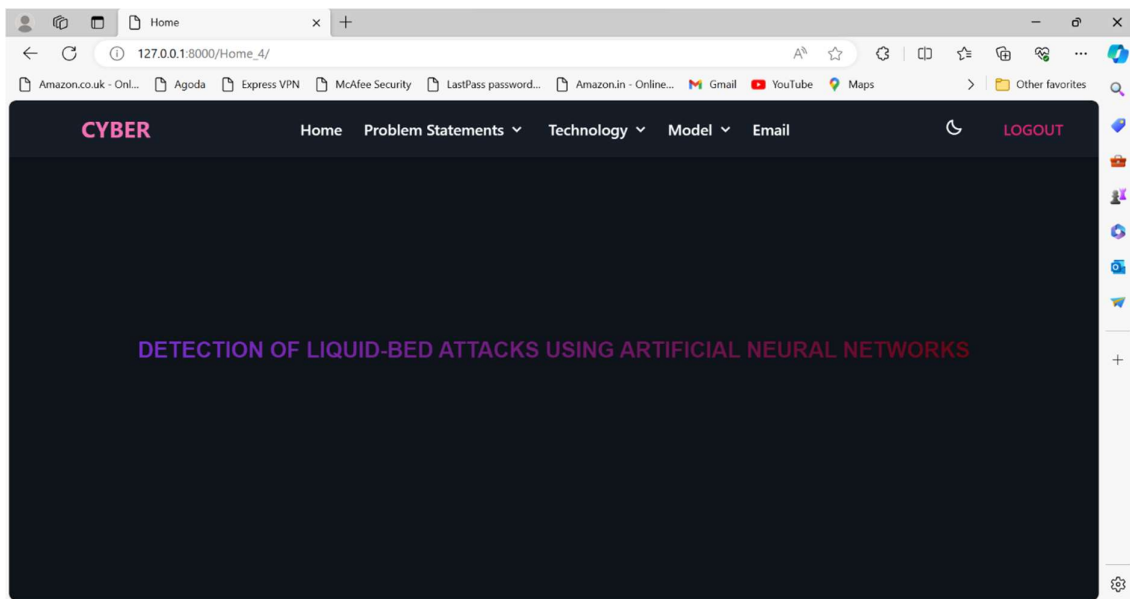 Home
127.0.0.1:8000/Home_4/
Amazon.co.uk - Onl... Agoda Express VPN McAfee Security LastPass password... Amazon.in - Online... Gmail YouTube Maps Other favorites
CYBER Home Problem Statements Technology Model Email LOGOUT
DETECTION OF LIQUID-BED ATTACKS USING ARTIFICIAL NEURAL NETWORKS